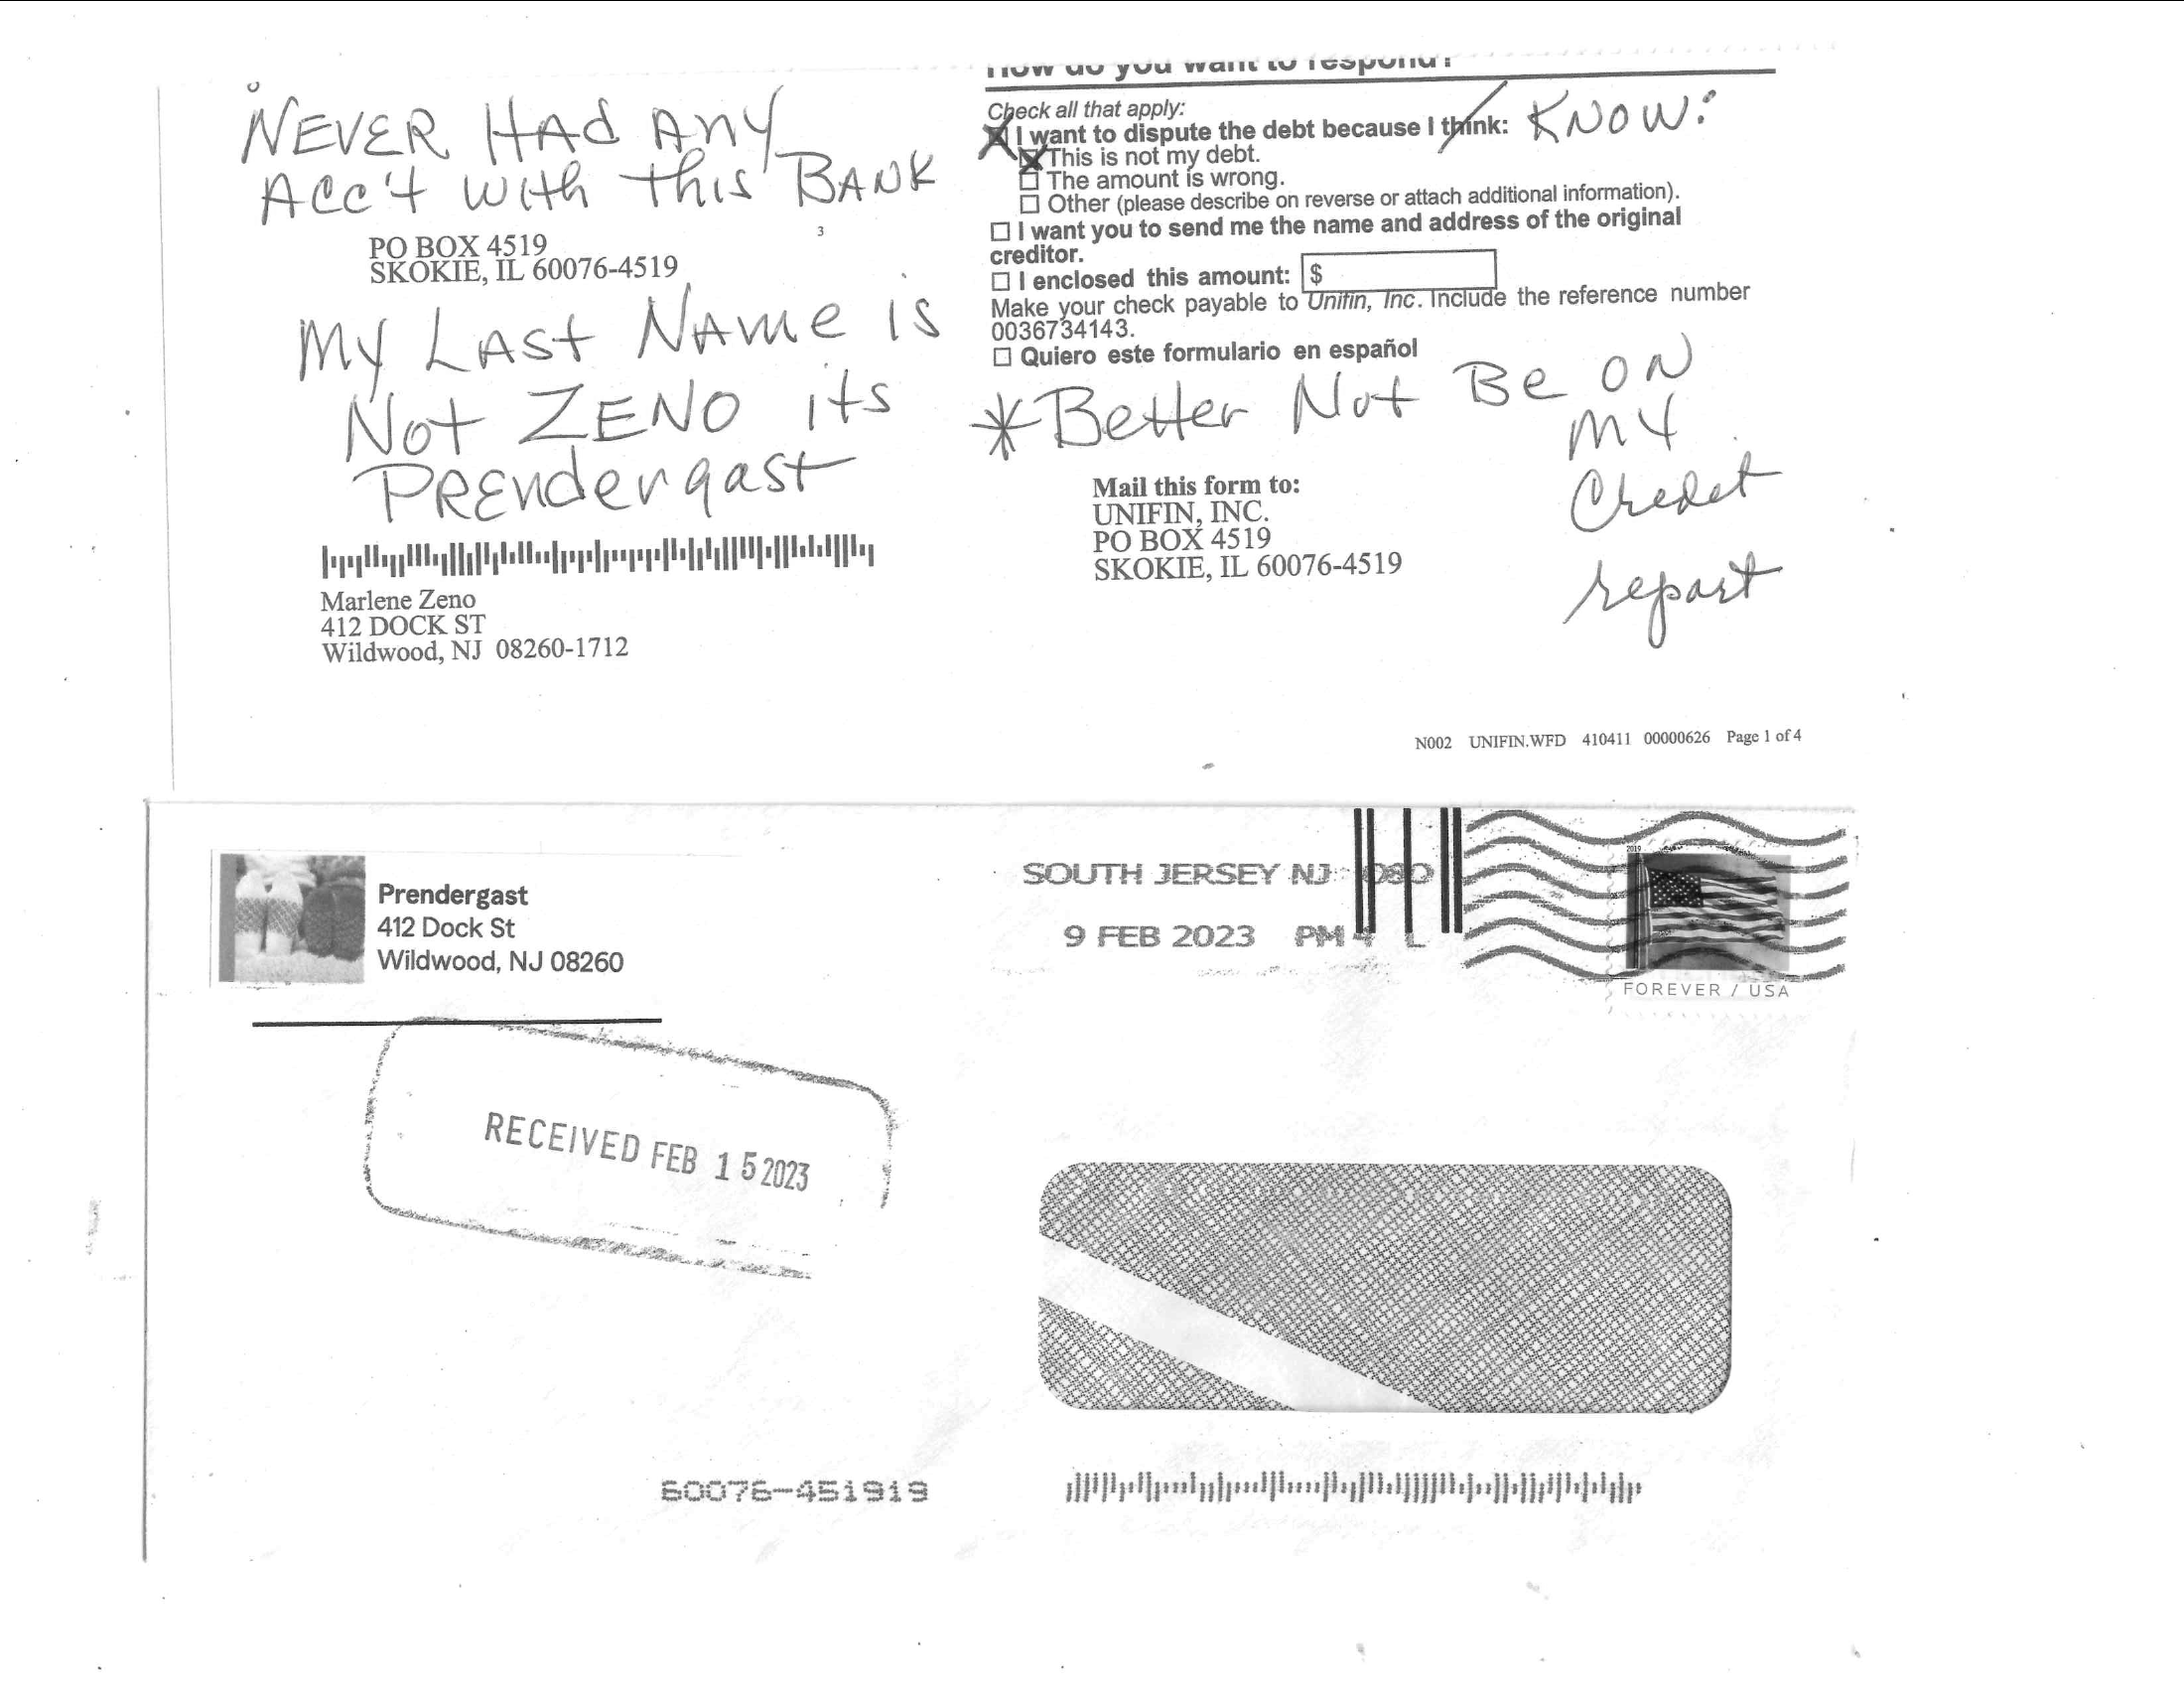 NEVER HAd Any
Acc't with this BANK
PO BOX 4519
SKOKIE, IL 60076-4519
3
My LAst NAme is
Not ZENO its
PREndergast
Marlene Zeno
412 DOCK ST
Wildwood, NJ 08260-1712
How do you want to respond?
Check all that apply:
I want to dispute the debt because I think: KNOW:
This is not my debt.
The amount is wrong.
Other (please describe on reverse or attach additional information).
I want you to send me the name and address of the original
creditor.
I enclosed this amount: $
Make your check payable to Unifin, Inc. Include the reference number
0036734143.
Quiero este formulario en español
*Better Not Be ON
MY
Credit
report
Mail this form to:
UNIFIN, INC.
PO BOX 4519
SKOKIE, IL 60076-4519
N002 UNIFIN.WFD 410411 00000626 Page 1 of 4
Prendergast
412 Dock St
Wildwood, NJ 08260
SOUTH JERSEY NJ 080
9 FEB 2023 PM 4 L
2019
FOREVER / USA
RECEIVED FEB 15 2023
60076-451919